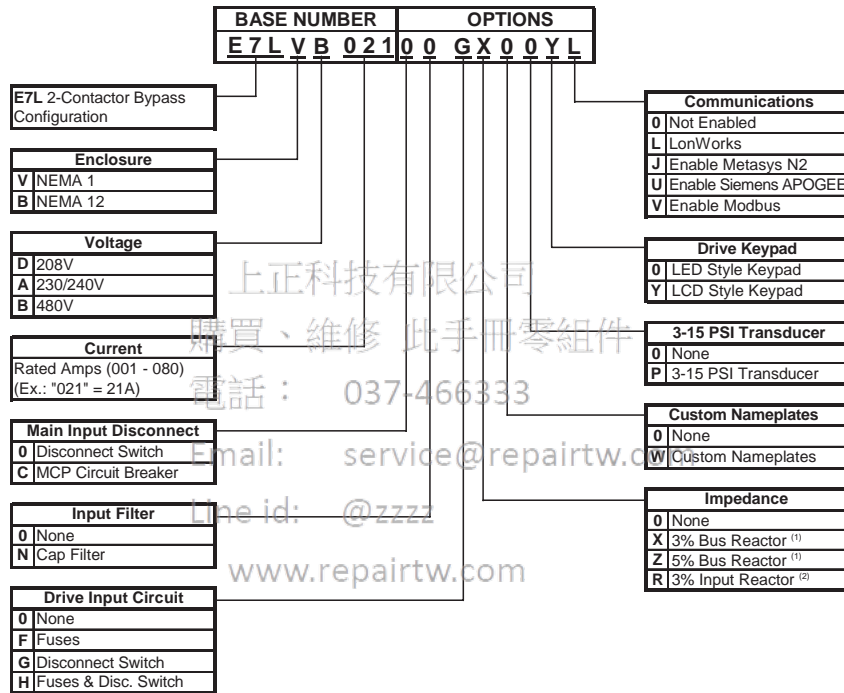 BASE NUMBER OPTIONS
E7L V B 021 0 0 G X 0 0 Y L
E7L 2-Contactor Bypass
Configuration
Enclosure
V NEMA 1
B NEMA 12
Voltage
D 208V
A 230/240V
B 480V
Current
Rated Amps (001 - 080)
(Ex.: "021" = 21A)
Main Input Disconnect
0 Disconnect Switch
C MCP Circuit Breaker
Input Filter
0 None
N Cap Filter
Drive Input Circuit
0 None
F Fuses
G Disconnect Switch
H Fuses & Disc. Switch
上正科技有限公司
購買、維修 此手冊零組件
電話： 037-466333
Email: service@repairtw.com
Line id: @zzzz
www.repairtw.com
Communications
0 Not Enabled
L LonWorks
J Enable Metasys N2
U Enable Siemens APOGEE
V Enable Modbus
Drive Keypad
0 LED Style Keypad
Y LCD Style Keypad
3-15 PSI Transducer
0 None
P 3-15 PSI Transducer
Custom Nameplates
0 None
W Custom Nameplates
Impedance
0 None
X 3% Bus Reactor (1)
Z 5% Bus Reactor (1)
R 3% Input Reactor (2)